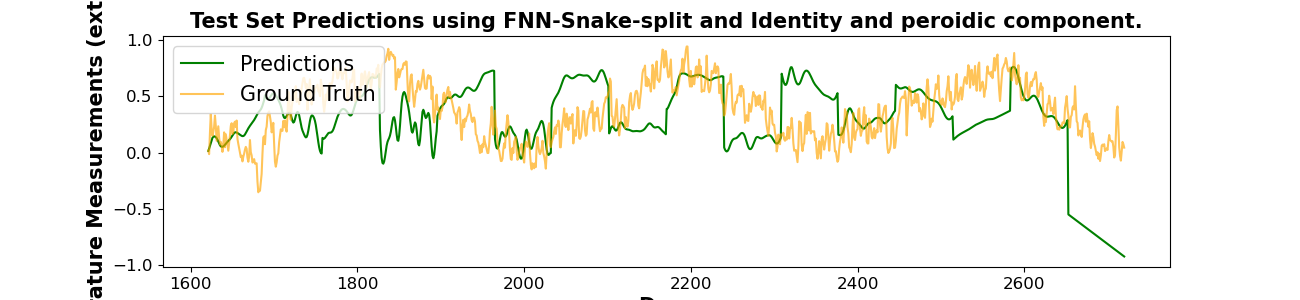 Test Set Predictions using FNN-Snake-split and Identity and peroidic component.
1.0
0.5
0.0
−0.5
−1.0
Predictions
Ground Truth
1600
1800
2000
2200
2400
2600
Measurements